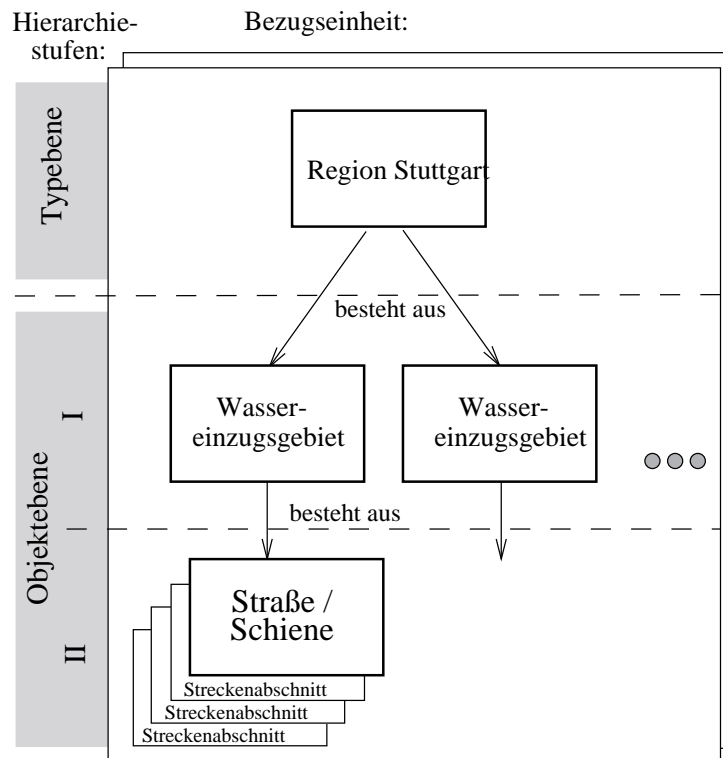 Hierarchie-
stufen:
Bezugseinheit:
Typebene
Region Stuttgart
besteht aus
Objektebene
I
Wasser-
einzugsgebiet
Wasser-
einzugsgebiet
besteht aus
II
Straße /
Schiene
Streckenabschnitt
Streckenabschnitt
Streckenabschnitt